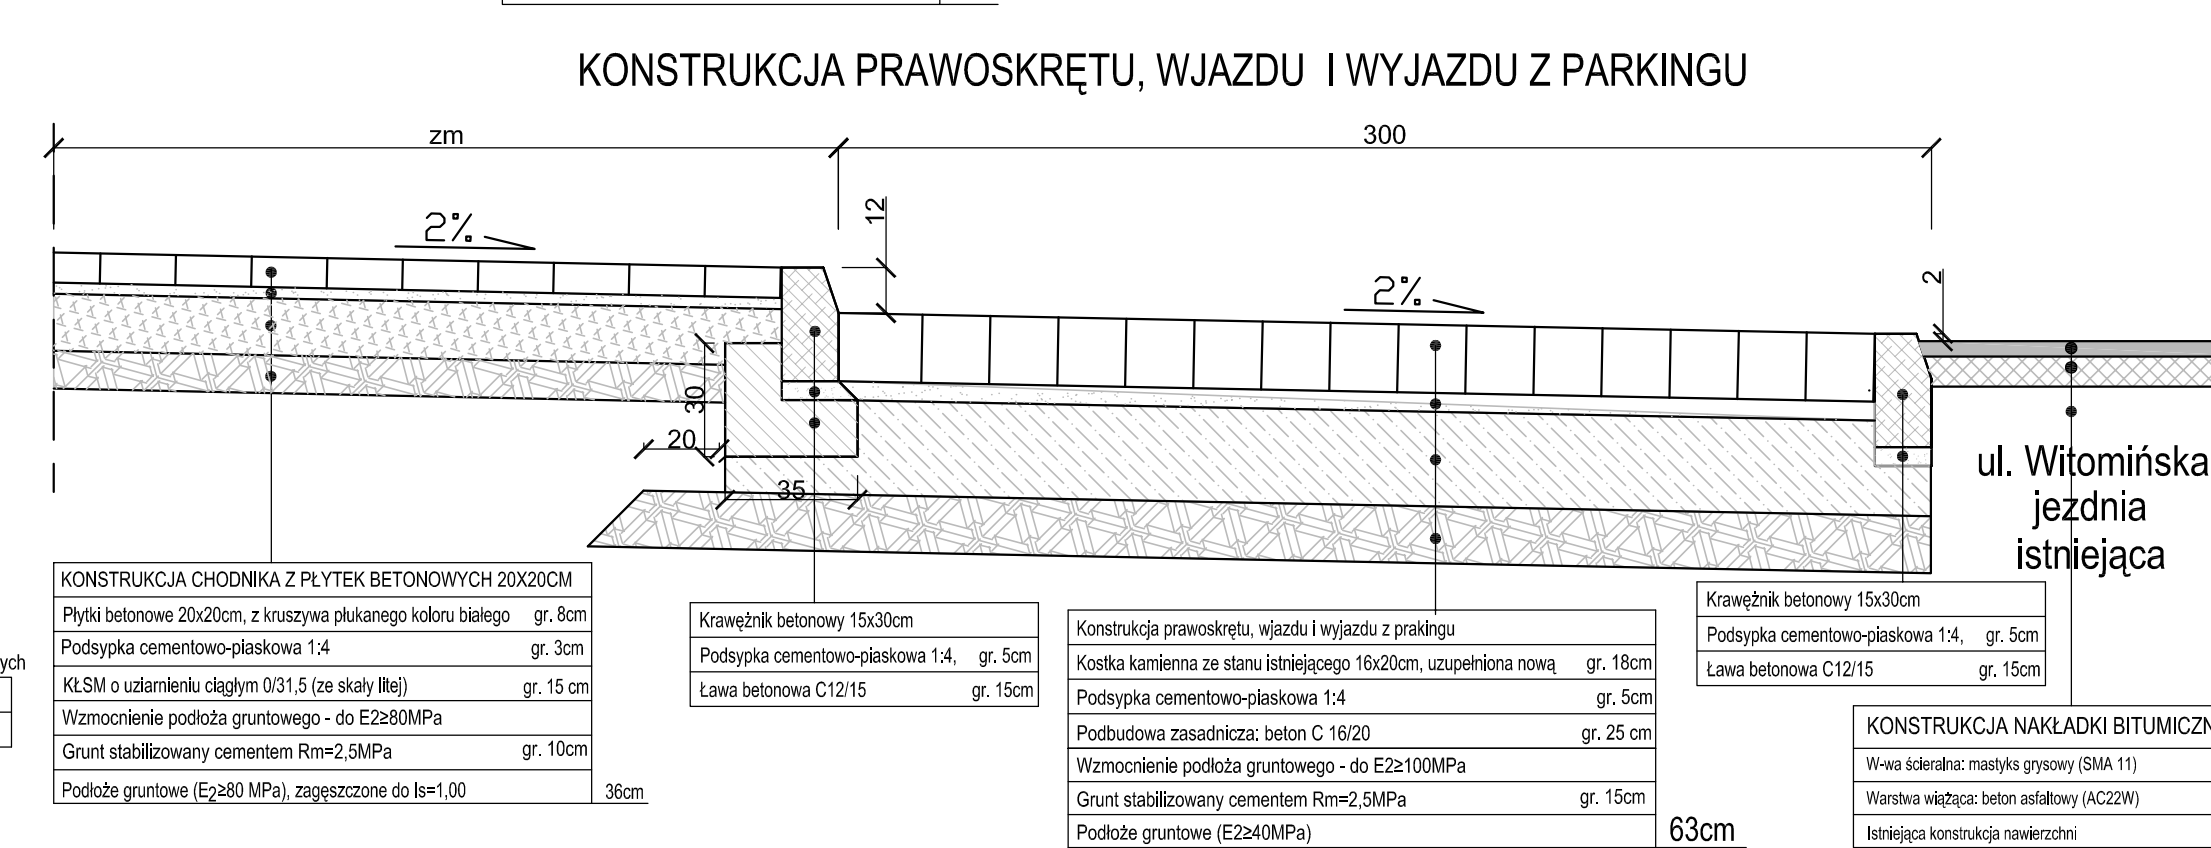 KONSTRUKCJA PRAWOSKRĘTU, WJAZDU I WYJAZDU Z PARKINGU
zm
300
12
2%
2%
2
30
20
35
ul. Witomińska
jezdnia
istniejąca
KONSTRUKCJA CHODNIKA Z PŁYTEK BETONOWYCH 20X20CM
Płytki betonowe 20x20cm, z kruszywa płukanego koloru białego gr. 8cm
Podsypka cementowo-piaskowa 1:4 gr. 3cm
KŁSM o uziarnieniu ciągłym 0/31,5 (ze skały litej) gr. 15 cm
Wzmocnienie podłoża gruntowego - do E2≥80MPa
Grunt stabilizowany cementem Rm=2,5MPa gr. 10cm
Podłoże gruntowe (E2≥80 MPa), zagęszczone do Is=1,00
36cm
ych
Krawężnik betonowy 15x30cm
Podsypka cementowo-piaskowa 1:4, gr. 5cm
Ława betonowa C12/15 gr. 15cm
Konstrukcja prawoskrętu, wjazdu i wyjazdu z prakingu
Kostka kamienna ze stanu istniejącego 16x20cm, uzupełniona nową gr. 18cm
Podsypka cementowo-piaskowa 1:4 gr. 5cm
Podbudowa zasadnicza: beton C 16/20 gr. 25 cm
Wzmocnienie podłoża gruntowego - do E2≥100MPa
Grunt stabilizowany cementem Rm=2,5MPa gr. 15cm
Podłoże gruntowe (E2≥40MPa)
63cm
Krawężnik betonowy 15x30cm
Podsypka cementowo-piaskowa 1:4, gr. 5cm
Ława betonowa C12/15 gr. 15cm
KONSTRUKCJA NAKŁADKI BITUMICZN
W-wa ścieralna: mastyks grysowy (SMA 11)
Warstwa wiążąca: beton asfaltowy (AC22W)
Istniejąca konstrukcja nawierzchni